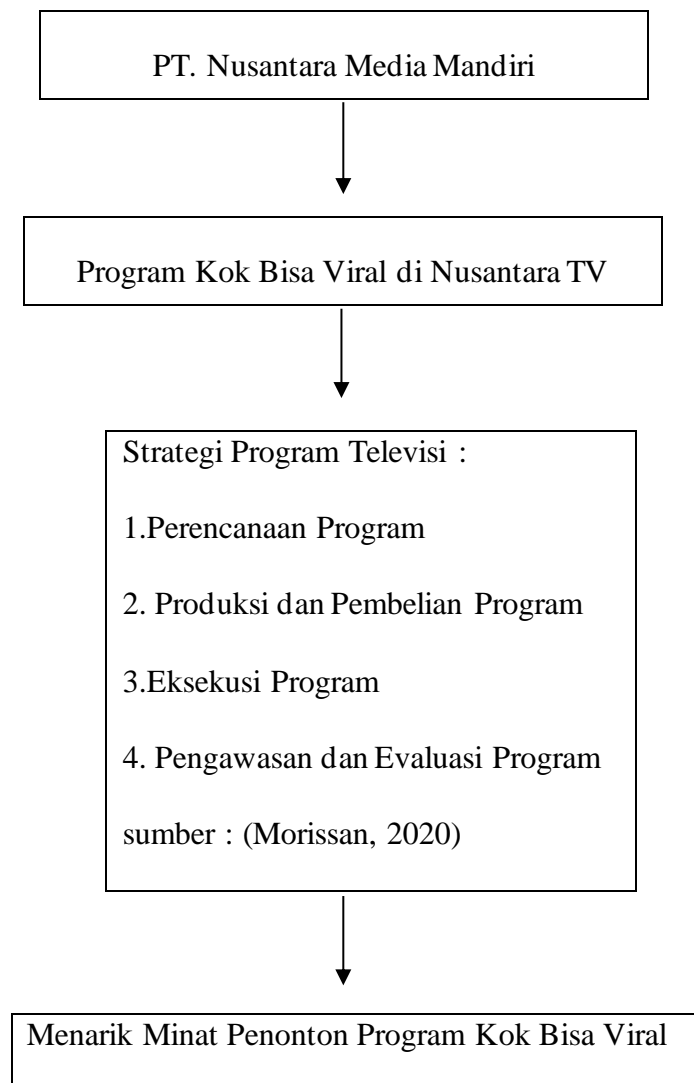 PT. Nusantara Media Mandiri
Program Kok Bisa Viral di Nusantara TV
Strategi Program Televisi :
1.Perencanaan Program
2. Produksi dan Pembelian Program
3.Eksekusi Program
4. Pengawasan dan Evaluasi Program
sumber : (Morissan, 2020)
Menarik Minat Penonton Program Kok Bisa Viral